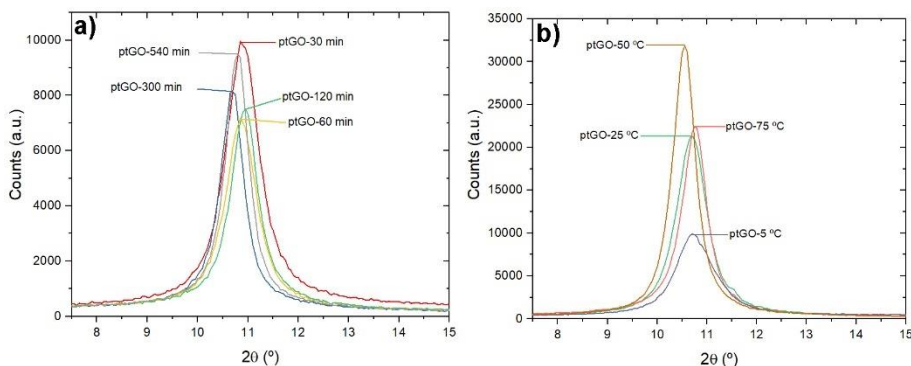 a)
10000
8000
6000
4000
2000
0
Counts (a.u.)
ptGO-30 min
ptGO-540 min
ptGO-300 min
ptGO-120 min
ptGO-60 min
8 9 10 11 12 13 14 15
2θ (º)
b)
35000
30000
25000
20000
15000
10000
5000
0
Counts (a.u.)
ptGO-50 ºC
ptGO-75 ºC
ptGO-25 ºC
ptGO-5 ºC
8 9 10 11 12 13 14 15
2θ (º)